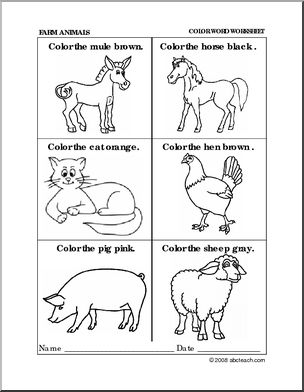 FARM ANIMALS COLOR WORD WORKSHEET
Color the mule brown. Color the horse black.
Color the cat orange. Color the hen brown.
Color the pig pink. Color the sheep gray.
Name Date
© 2008 abcteach.com